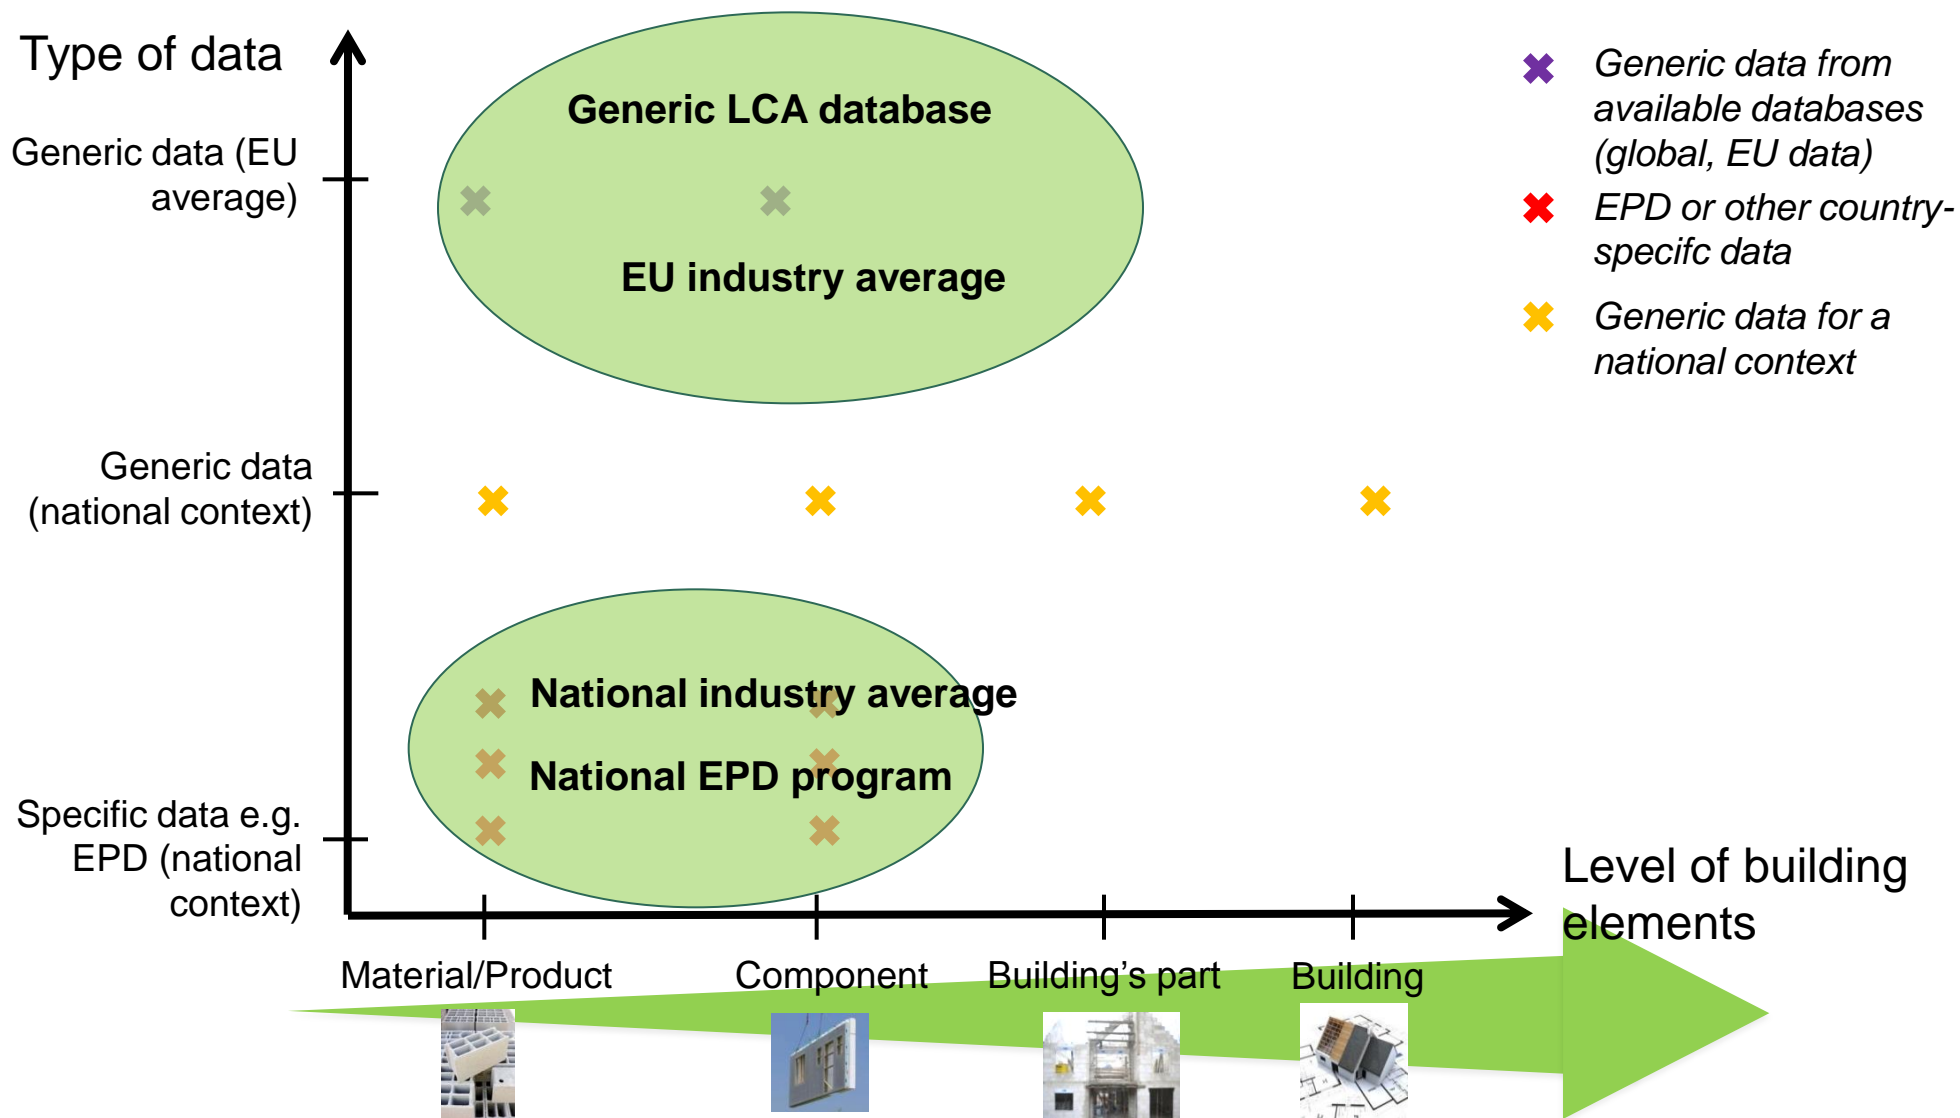 Type of data
Generic data (EU
average)
Generic LCA database
EU industry average
Generic data from
available databases
(global, EU data)
EPD or other country-
specifc data
Generic data for a
national context
Generic data
(national context)
National industry average
National EPD program
Specific data e.g.
EPD (national
context)
Level of building
elements
Material/Product
Component
Building’s part
Building